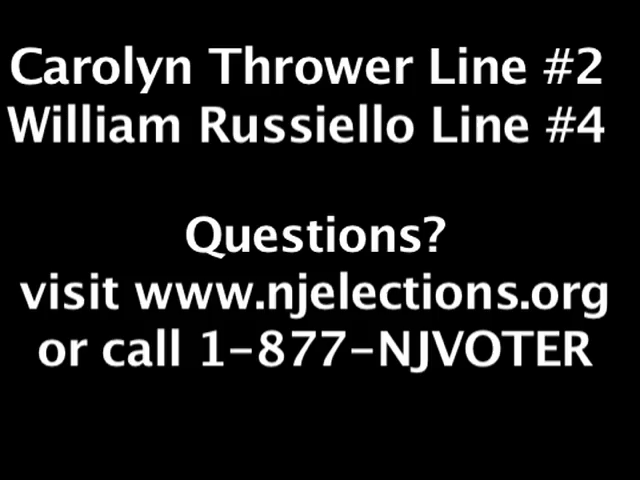 Carolyn Thrower Line #2
William Russiello Line #4
Questions?
visit www.njelections.org
or call 1-877-NJVOTER